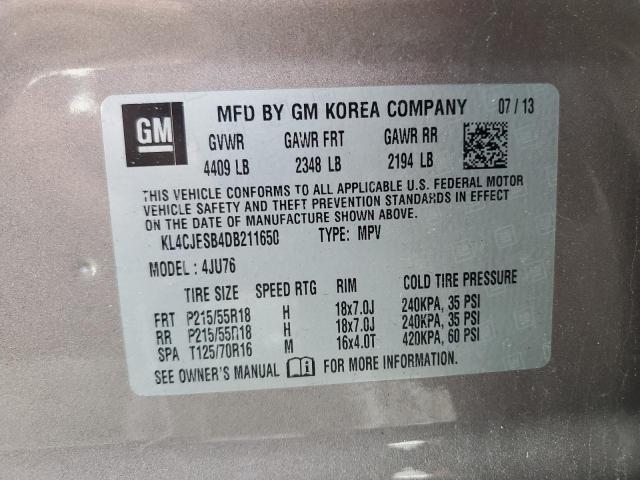 GM
MFD BY GM KOREA COMPANY 07/13
GVWR GAWR FRT GAWR RR
4409 LB 2348 LB 2194 LB
THIS VEHICLE CONFORMS TO ALL APPLICABLE U.S. FEDERAL MOTOR
VEHICLE SAFETY AND THEFT PREVENTION STANDARDS IN EFFECT
ON THE DATE OF MANUFACTURE SHOWN ABOVE.
KL4CJESB4DB211650 TYPE: MPV
MODEL: 4JU76
TIRE SIZE SPEED RTG RIM COLD TIRE PRESSURE
FRT P215/55R18 H 18x7.0J 240KPA, 35 PSI
RR P215/55R18 H 18x7.0J 240KPA, 35 PSI
SPA T125/70R16 M 16x4.0T 420KPA, 60 PSI
SEE OWNER'S MANUAL FOR MORE INFORMATION.